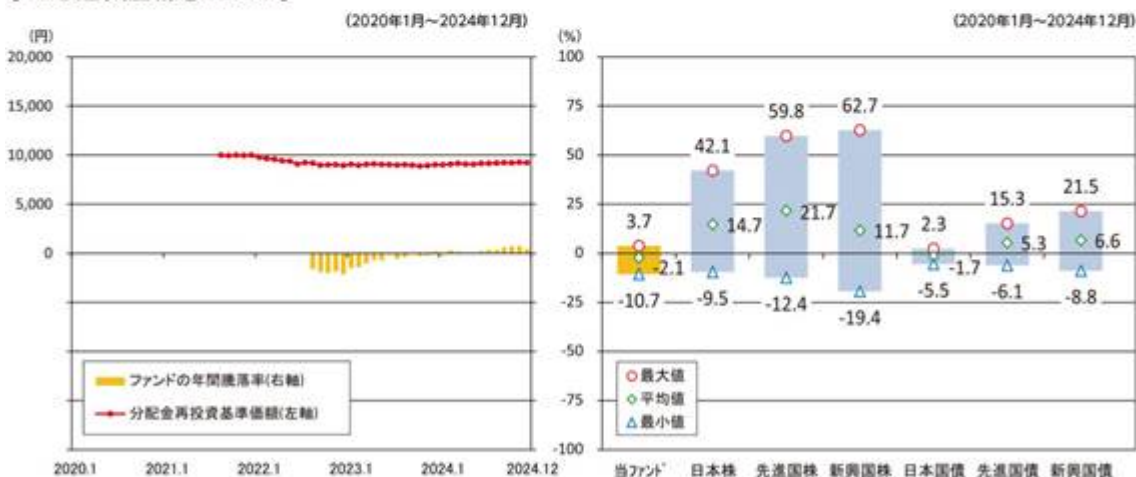 (2020年1月～2024年12月)
(円)
20,000
15,000
10,000
5,000
0
ファンドの年間騰落率(右軸)
分配金再投資基準価額(左軸)
2020.1 2021.1 2022.1 2023.1 2024.1 2024.12
(2020年1月～2024年12月)
(%)
100
75
50
25
0
-25
-50
-75
-100
3.7 42.1 59.8 62.7 2.3 15.3 21.5
-2.1 14.7 21.7 11.7 -1.7 5.3 6.6
-10.7 -9.5 -12.4 -19.4 -5.5 -6.1 -8.8
最大値
平均値
最小値
当ファンド 日本株 先進国株 新興国株 日本国債 先進国債 新興国債